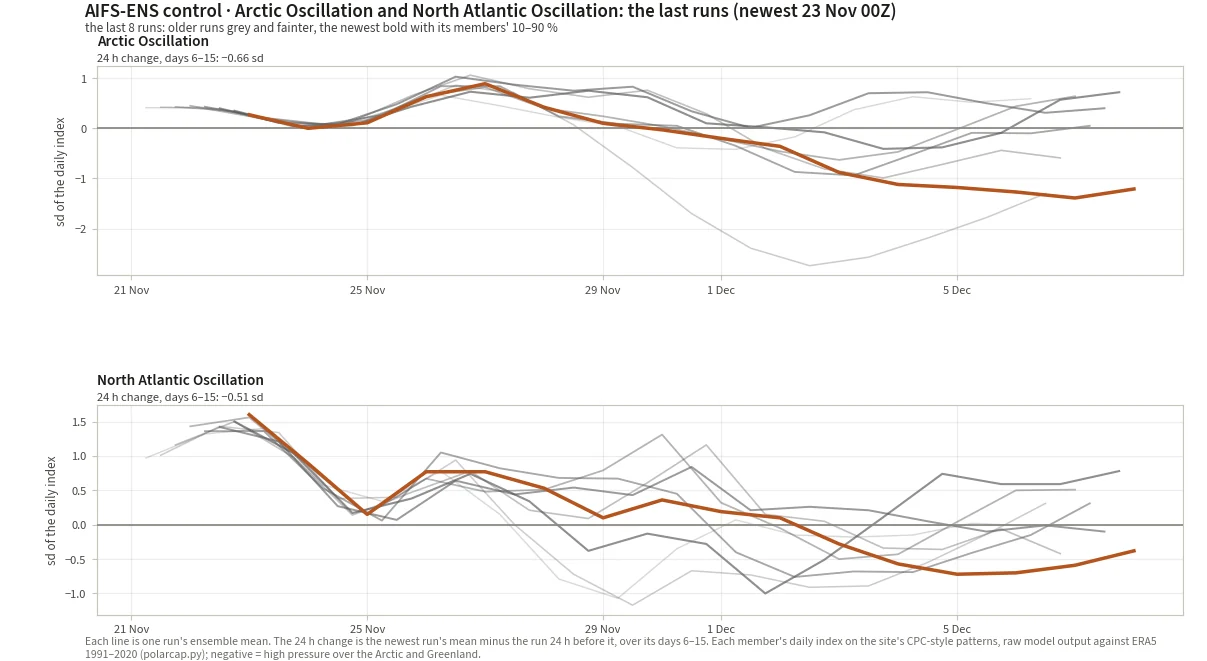 AIFS-ENS control · Arctic Oscillation and North Atlantic Oscillation: the last runs (newest 23 Nov 00Z)
the last 8 runs: older runs grey and fainter, the newest bold with its members' 10–90 %
Arctic Oscillation
24 h change, days 6–15: −0.66 sd
sd of the daily index
1
0
−1
−2
21 Nov
25 Nov
29 Nov
1 Dec
5 Dec
North Atlantic Oscillation
24 h change, days 6–15: −0.51 sd
sd of the daily index
1.5
1.0
0.5
0.0
−0.5
−1.0
21 Nov
25 Nov
29 Nov
1 Dec
5 Dec
Each line is one run's ensemble mean. The 24 h change is the newest run's mean minus the run 24 h before it, over its days 6–15. Each member's daily index on the site's CPC-style patterns, raw model output against ERA5
1991–2020 (polarcap.py); negative = high pressure over the Arctic and Greenland.